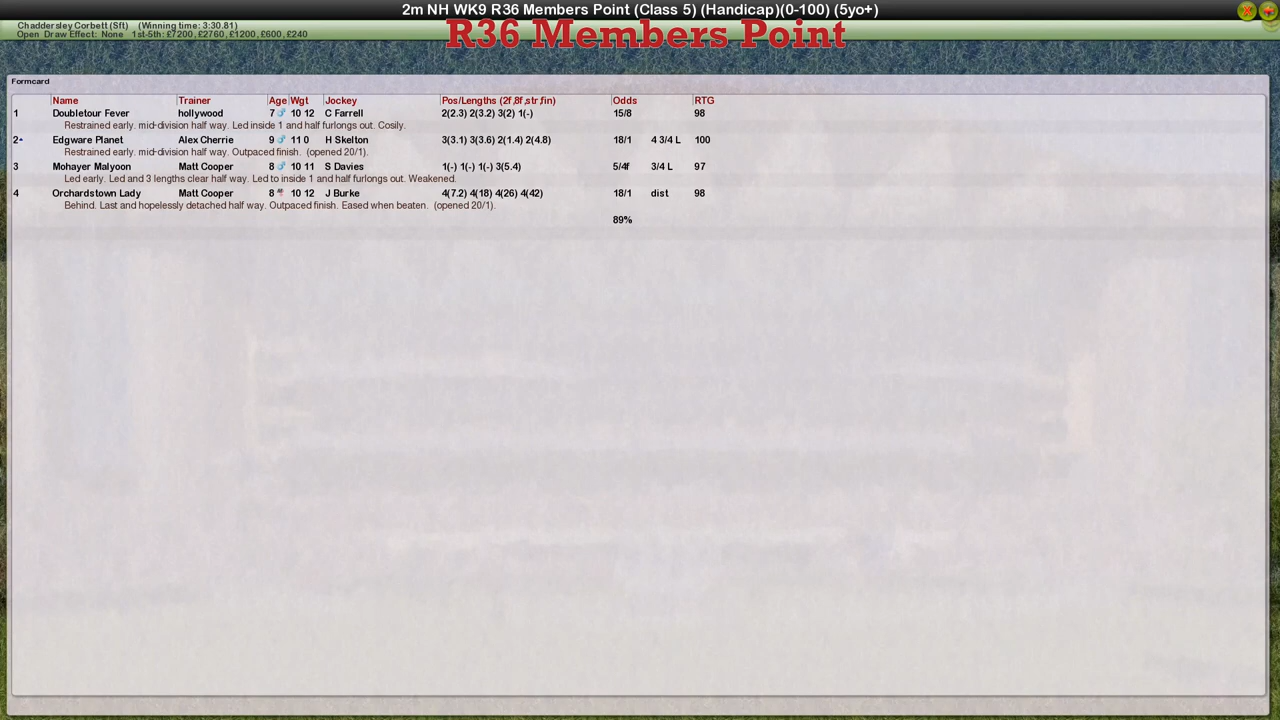 2m NH WK9 R36 Members Point (Class 5) (Handicap)(0-100) (5yo+)
Chaddersley Corbett (Sft) (Winning time: 3:30.81)
Open Draw Effect: None 1st-5th: £7200, £2760, £1200, £600, £240
R36 Members Point
Formcard
Name Trainer Age Wgt Jockey Pos/Lengths (2f,8f,str,fin) Odds RTG
1 Doubletour Fever hollywood 7 10 12 C Farrell 2(2.3) 2(3.2) 3(2) 1(-) 15/8 98
Restrained early. mid-division half way. Led inside 1 and half furlongs out. Cosily.
2 Edgware Planet Alex Cherrie 9 11 0 H Skelton 3(3.1) 3(3.6) 2(1.4) 2(4.8) 18/1 4 3/4 L 100
Restrained early. mid-division half way. Outpaced finish. (opened 20/1).
3 Mohayer Malyoon Matt Cooper 8 10 11 S Davies 1(-) 1(-) 1(-) 3(5.4) 5/4f 3/4 L 97
Led early. Led and 3 lengths clear half way. Led to inside 1 and half furlongs out. Weakened.
4 Orchardstown Lady Matt Cooper 8 10 12 J Burke 4(7.2) 4(18) 4(26) 4(42) 18/1 dist 98
Behind. Last and hopelessly detached half way. Outpaced finish. Eased when beaten. (opened 20/1).
89%